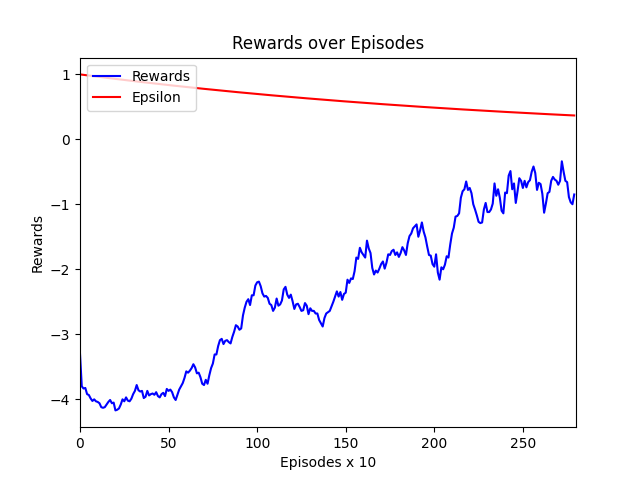 Rewards over Episodes
Rewards
Epsilon
1
0
−1
−2
−3
−4
Rewards
0
50
100
150
200
250
Episodes x 10